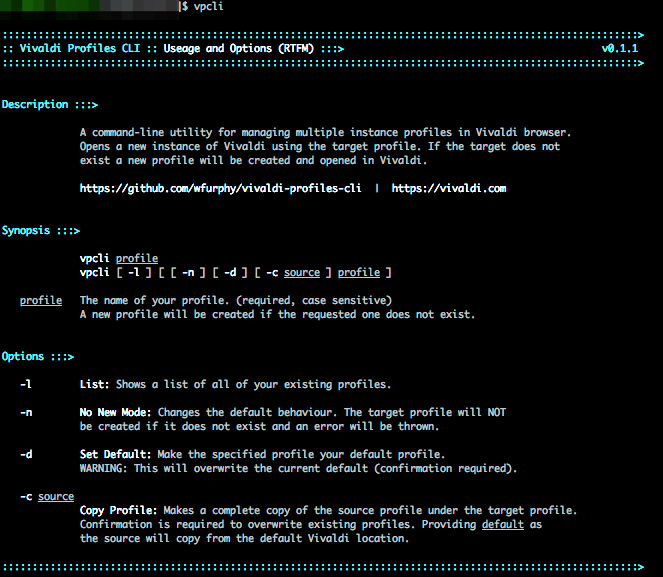 |$ vpcli
:::::::::::::::::::::::::::::::::::::::::::::::::::::::::::::::::::::::::::::::::::::::::::::::::::::::::>
:: Vivaldi Profiles CLI :: Useage and Options (RTFM) :::> v0.1.1
:::::::::::::::::::::::::::::::::::::::::::::::::::::::::::::::::::::::::::::::::::::::::::::::::::::::::>
Description :::>
A command-line utility for managing multiple instance profiles in Vivaldi browser.
Opens a new instance of Vivaldi using the target profile. If the target does not
exist a new profile will be created and opened in Vivaldi.
https://github.com/wfurphy/vivaldi-profiles-cli | https://vivaldi.com
Synopsis :::>
vpcli profile
vpcli [ -l ] [ [ -n ] [ -d ] [ -c source ] profile ]
profile The name of your profile. (required, case sensitive)
A new profile will be created if the requested one does not exist.
Options :::>
-l List: Shows a list of all of your existing profiles.
-n No New Mode: Changes the default behaviour. The target profile will NOT
be created if it does not exist and an error will be thrown.
-d Set Default: Make the specified profile your default profile.
WARNING: This will overwrite the current default (confirmation required).
-c source
Copy Profile: Makes a complete copy of the source profile under the target profile.
Confirmation is required to overwrite existing profiles. Providing default as
the source will copy from the default Vivaldi location.
:::::::::::::::::::::::::::::::::::::::::::::::::::::::::::::::::::::::::::::::::::::::::::::::::::::::::>